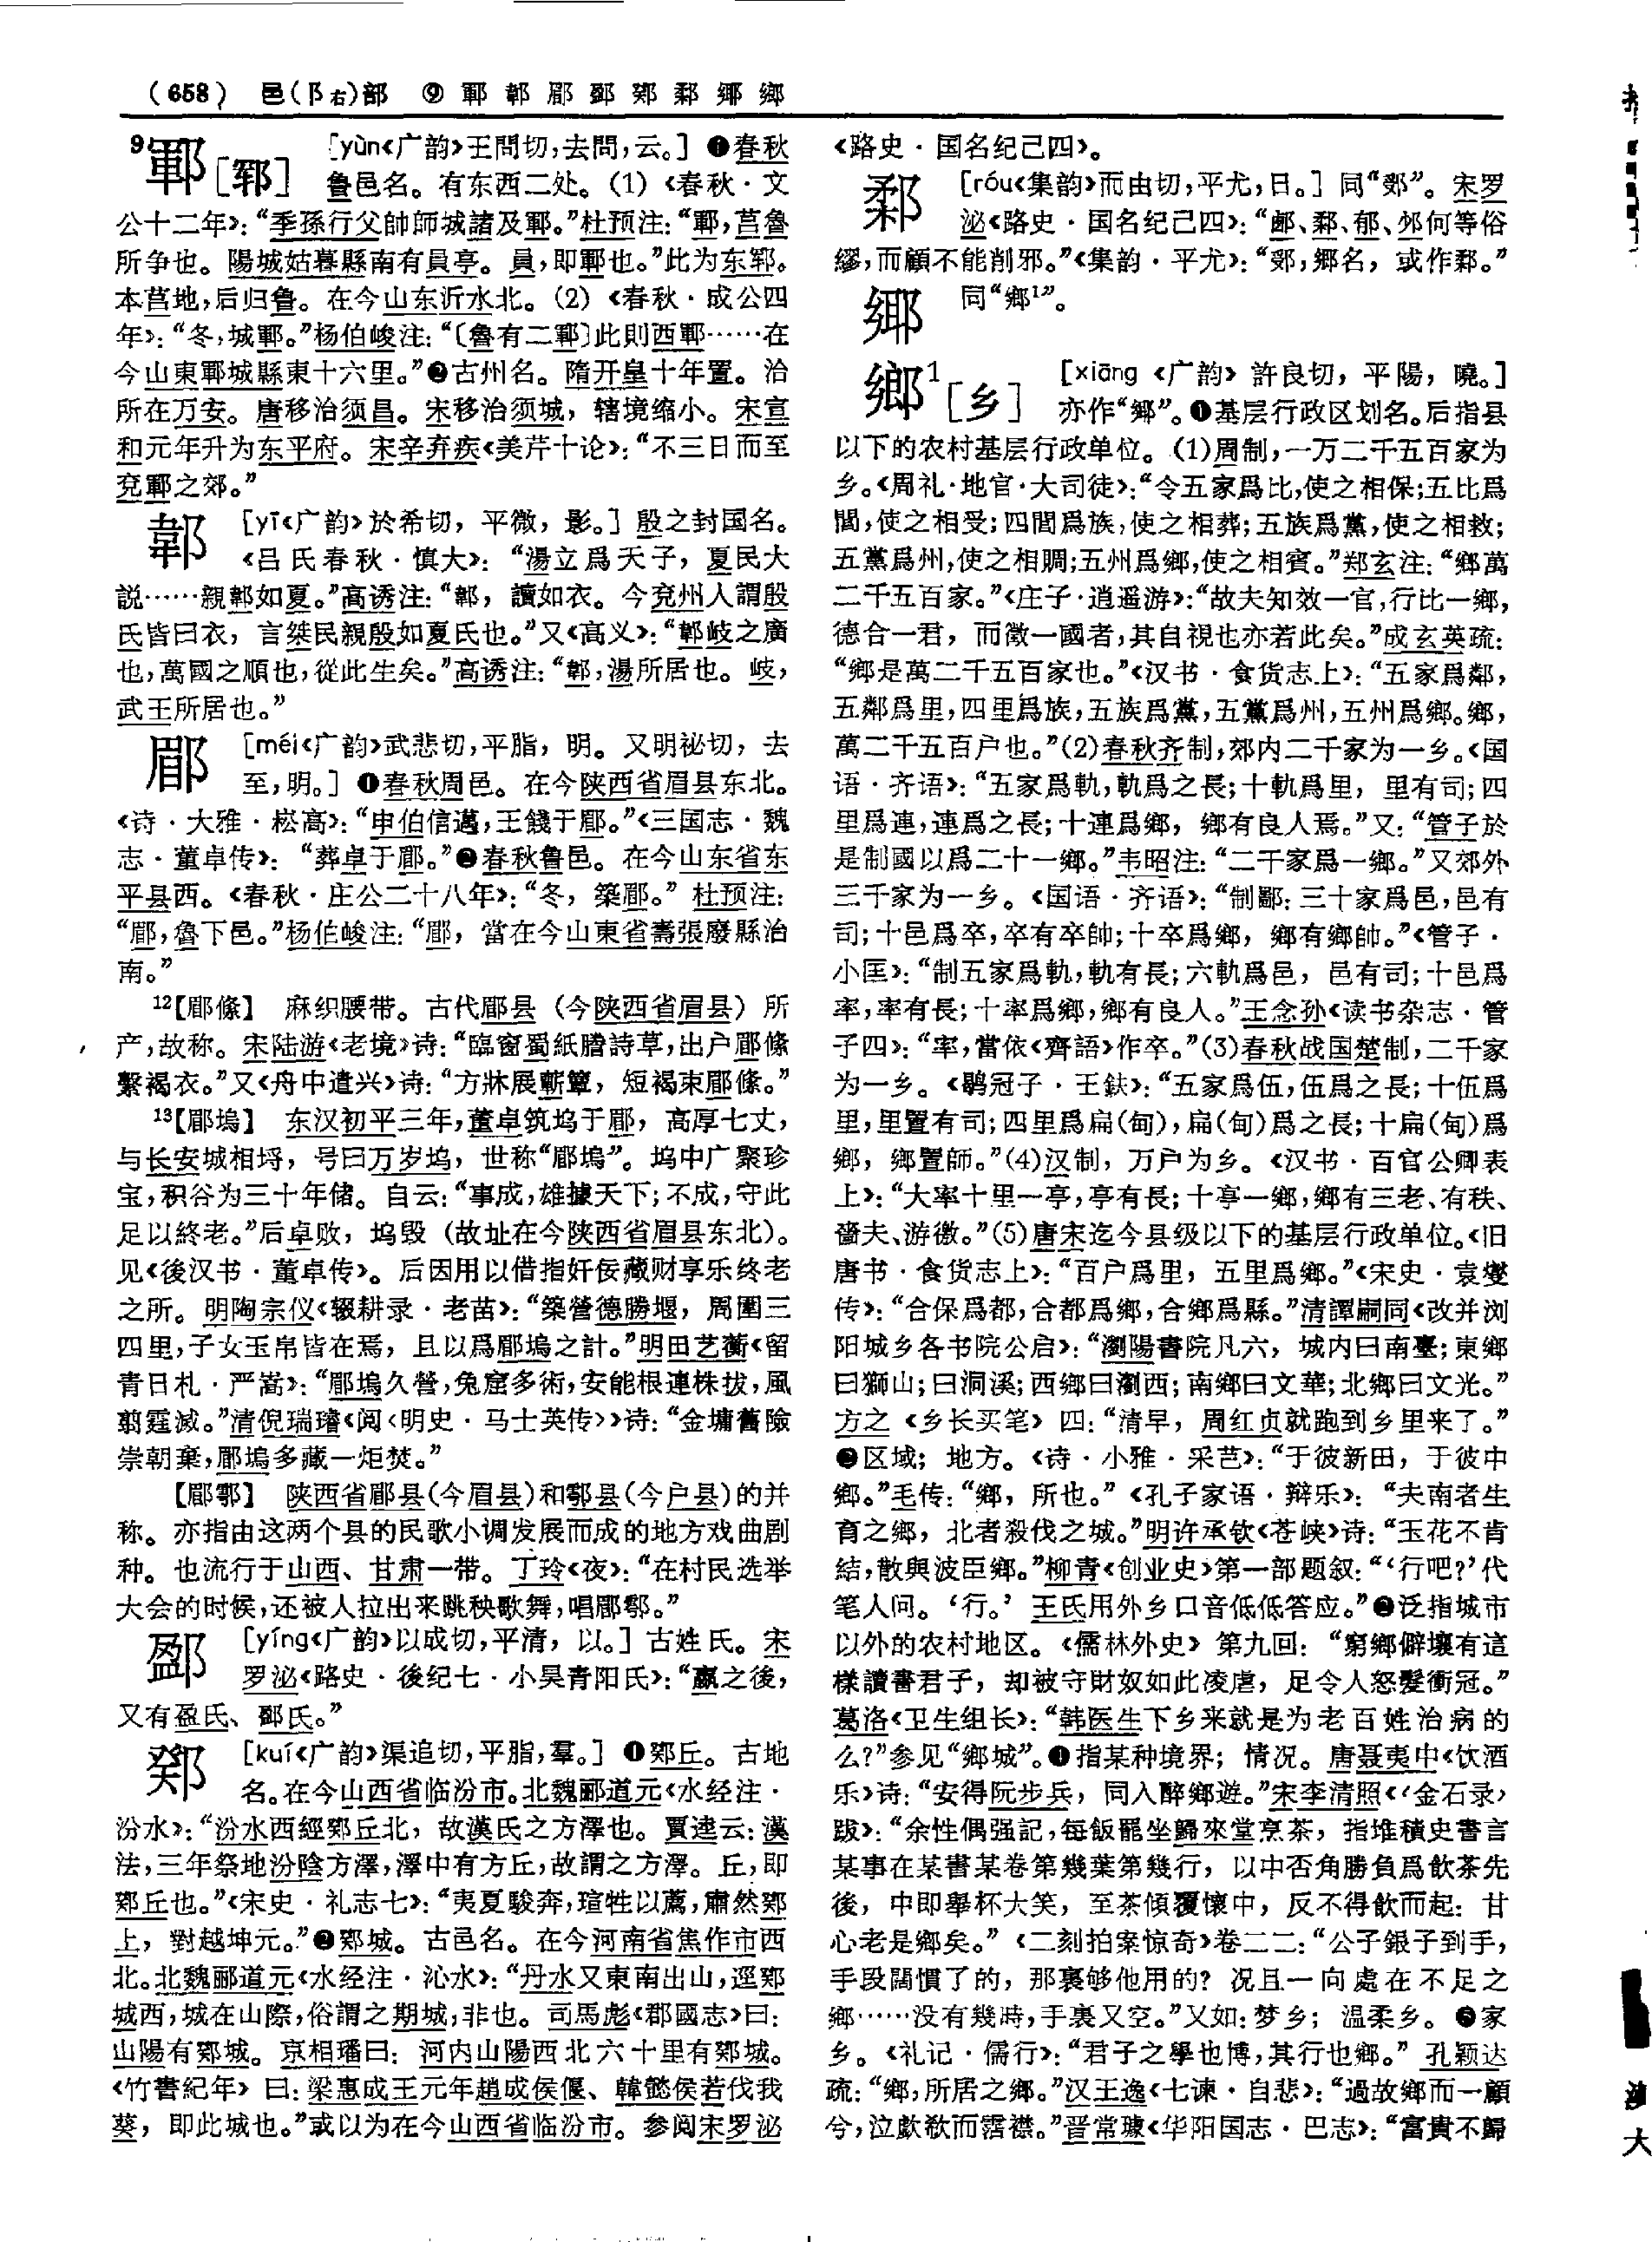 （658） 邑(阝右)部 ⑨ 鄆 郼 郿 䣐 鄈 鄹 鄊 鄉
⁹鄆［郓］ ［yùn《广韵》王問切，去問，云。］ ❶春秋
鲁邑名。有东西二处。（1）《春秋·文
公十二年》：“季孫行父帥師城諸及鄆。”杜预注：“鄆，莒魯
所争也。陽城姑幕縣南有員亭。員，即鄆也。”此为东郓。
本莒地，后归鲁。在今山东沂水北。（2）《春秋·成公四
年》：“冬，城鄆。”杨伯峻注：“〔魯有二鄆〕此則西鄆……在
今山東鄆城縣東十六里。”❷古州名。隋开皇十年置。治
所在万安。唐移治须昌。宋移治须城，辖境缩小。宋宣
和元年升为东平府。宋辛弃疾《美芹十论》：“不三日而至
兖鄆之郊。”
郼 ［yī《广韵》於希切，平微，影。］ 殷之封国名。
《吕氏春秋·慎大》：“湯立爲天子，夏民大
説……親郼如夏。”高诱注：“郼，讀如衣。今兗州人謂殷
氏皆曰衣，言桀民親殷如夏氏也。”又《高义》：“郼岐之廣
也，萬國之順也，從此生矣。”高诱注：“郼，湯所居也。岐，
武王所居也。”
郿 ［méi《广韵》武悲切，平脂，明。又明祕切，去
至，明。］ ❶春秋周邑。在今陕西省眉县东北。
《诗·大雅·崧高》：“申伯信邁，王餞于郿。”《三国志·魏
志·董卓传》：“葬卓于郿。”❷春秋鲁邑。在今山东省东
平县西。《春秋·庄公二十八年》：“冬，築郿。”杜预注：
“郿，魯下邑。”杨伯峻注：“郿，當在今山東省壽張廢縣治
南。”
¹²【郿絛】 麻织腰带。古代郿县（今陕西省眉县）所
产，故称。宋陆游《老境》诗：“臨窗蜀紙謄詩草，出户郿絛
繫褐衣。”又《舟中遣兴》诗：“方牀展蘄簟，短褐束郿絛。”
¹³【郿塢】 东汉初平三年，董卓筑坞于郿，高厚七丈，
与长安城相埒，号曰万岁坞，世称“郿塢”。坞中广聚珍
宝，积谷为三十年储。自云：“事成，雄據天下；不成，守此
足以終老。”后卓败，坞毁（故址在今陕西省眉县东北）。
见《後汉书·董卓传》。后因用以借指奸佞藏财享乐终老
之所。明陶宗仪《辍耕录·老苗》：“築營德勝堰，周圍三
四里，子女玉帛皆在焉，且以爲郿塢之計。”明田艺蘅《留
青日札·严嵩》：“郿塢久營，兔窟多術，安能根連株拔，風
翦霆滅。”清倪瑞璿《阅〈明史·马士英传〉》诗：“金墉舊險
崇朝棄，郿塢多藏一炬焚。”
【郿鄠】 陕西省郿县(今眉县)和鄠县(今户县)的并
称。亦指由这两个县的民歌小调发展而成的地方戏曲剧
种。也流行于山西、甘肃一带。丁玲《夜》：“在村民选举
大会的时候，还被人拉出来跳秧歌舞，唱郿鄠。”
［yíng《广韵》以成切，平清，以。］ 古姓氏。宋
罗泌《路史·後纪七·小昊青阳氏》：“嬴之後，
又有盈氏、 氏。”
鄈 ［kuí《广韵》渠追切，平脂，羣。］ ❶鄈丘。古地
名。在今山西省临汾市。北魏郦道元《水经注·
汾水》：“汾水西經鄈丘北，故漢氏之方澤也。賈逵云：漢
法，三年祭地汾陰方澤，澤中有方丘，故謂之方澤。丘，即
鄈丘也。”《宋史·礼志七》：“夷夏駿奔，瑄牲以薦，肅然鄈
上，對越坤元。”❷鄈城。古邑名。在今河南省焦作市西
北。北魏郦道元《水经注·沁水》：“丹水又東南出山，逕鄈
城西，城在山際，俗謂之期城，非也。司馬彪《郡國志》曰：
山陽有鄈城。京相璠曰：河内山陽西北六十里有鄈城。
《竹書紀年》曰：梁惠成王元年趙成侯偃、韓懿侯若伐我
葵，即此城也。”或以为在今山西省临汾市。参阅宋罗泌
《路史·国名纪己四》。
［róu《集韵》而由切，平尤，日。］ 同“ ”。宋罗
泌《路史·国名纪己四》：“ 何等俗
繆，而顧不能削邪。”《集韵·平尤》：“ ，鄉名，或作 。”
鄊 同“鄉¹”。
鄉¹［乡］ ［xiāng《广韵》許良切，平陽，曉。］
亦作“鄊”。❶基层行政区划名。后指县
以下的农村基层行政单位。（1）周制，一万二千五百家为
乡。《周礼·地官·大司徒》：“令五家爲比，使之相保；五比爲
閭，使之相受；四閭爲族，使之相葬；五族爲黨，使之相救；
五黨爲州，使之相賙；五州爲鄉，使之相賓。”郑玄注：“鄉萬
二千五百家。”《庄子·逍遥游》：“故夫知效一官，行比一鄉，
德合一君，而徵一國者，其自視也亦若此矣。”成玄英疏：
“鄉是萬二千五百家也。”《汉书·食货志上》：“五家爲鄰，
五鄰爲里，四里爲族，五族爲黨，五黨爲州，五州爲鄉。鄉，
萬二千五百户也。”（2）春秋齐制，郊内二千家为一乡。《国
语·齐语》：“五家爲軌，軌爲之長；十軌爲里，里有司；四
里爲連，連爲之長；十連爲鄉，鄉有良人焉。”又：“管子於
是制國以爲二十一鄉。”韦昭注：“二千家爲一鄉。”又郊外
三千家为一乡。《国语·齐语》：“制鄙：三十家爲邑，邑有
司；十邑爲卒，卒有卒帥；十卒爲鄉，鄉有鄉帥。”《管子·
小匡》：“制五家爲軌，軌有長；六軌爲邑，邑有司；十邑爲
率，率有長；十率爲鄉，鄉有良人。”王念孙《读书杂志·管
子四》：“率，當依《齊語》作卒。”（3）春秋战国楚制，二千家
为一乡。《鹖冠子·王鈇》：“五家爲伍，伍爲之長；十伍爲
里，里置有司；四里爲扁(甸)，扁(甸)爲之長；十扁(甸)爲
鄉，鄉置師。”（4）汉制，万户为乡。《汉书·百官公卿表
上》：“大率十里一亭，亭有長；十亭一鄉，鄉有三老、有秩、
嗇夫、游徼。”（5）唐宋迄今县级以下的基层行政单位。《旧
唐书·食货志上》：“百户爲里，五里爲鄉。”《宋史·袁燮
传》：“合保爲都，合都爲鄉，合鄉爲縣。”清譚嗣同《改并浏
阳城乡各书院公启》：“瀏陽書院凡六，城内曰南臺；東鄉
曰獅山；曰洞溪；西鄉曰瀏西；南鄉曰文華；北鄉曰文光。”
方之《乡长买笔》四：“清早，周红贞就跑到乡里来了。”
❷区域；地方。《诗·小雅·采芑》：“于彼新田，于彼中
鄉。”毛传：“鄉，所也。”《孔子家语·辩乐》：“夫南者生
育之鄉，北者殺伐之城。”明许承钦《苍峡》诗：“玉花不肯
結，散與波臣鄉。”柳青《创业史》第一部题叙：“‘行吧？’代
笔人问。‘行。’王氏用外乡口音低低答应。”❸泛指城市
以外的农村地区。《儒林外史》第九回：“窮鄉僻壤有這
樣讀書君子，却被守財奴如此凌虐，足令人怒髮衝冠。”
葛洛《卫生组长》：“韩医生下乡来就是为老百姓治病的
么？”参见“鄉城”。❹指某种境界；情况。唐聂夷中《饮酒
乐》诗：“安得阮步兵，同入醉鄉遊。”宋李清照《〈金石录〉
跋》：“余性偶强記，每飯罷坐歸來堂烹茶，指堆積史書言
某事在某書某卷第幾葉第幾行，以中否角勝負爲飲茶先
後，中即舉杯大笑，至茶傾覆懷中，反不得飲而起：甘
心老是鄉矣。”《二刻拍案惊奇》卷二二：“公子銀子到手，
手段闊慣了的，那裏够他用的？况且一向處在不足之
鄉……没有幾時，手裏又空。”又如：梦乡；温柔乡。❺家
乡。《礼记·儒行》：“君子之學也博，其行也鄉。”孔颖达
疏：“鄉，所居之鄉。”汉王逸《七谏·自悲》：“過故鄉而一顧
兮，泣歔欷而霑襟。”晋常璩《华阳国志·巴志》：“富貴不歸